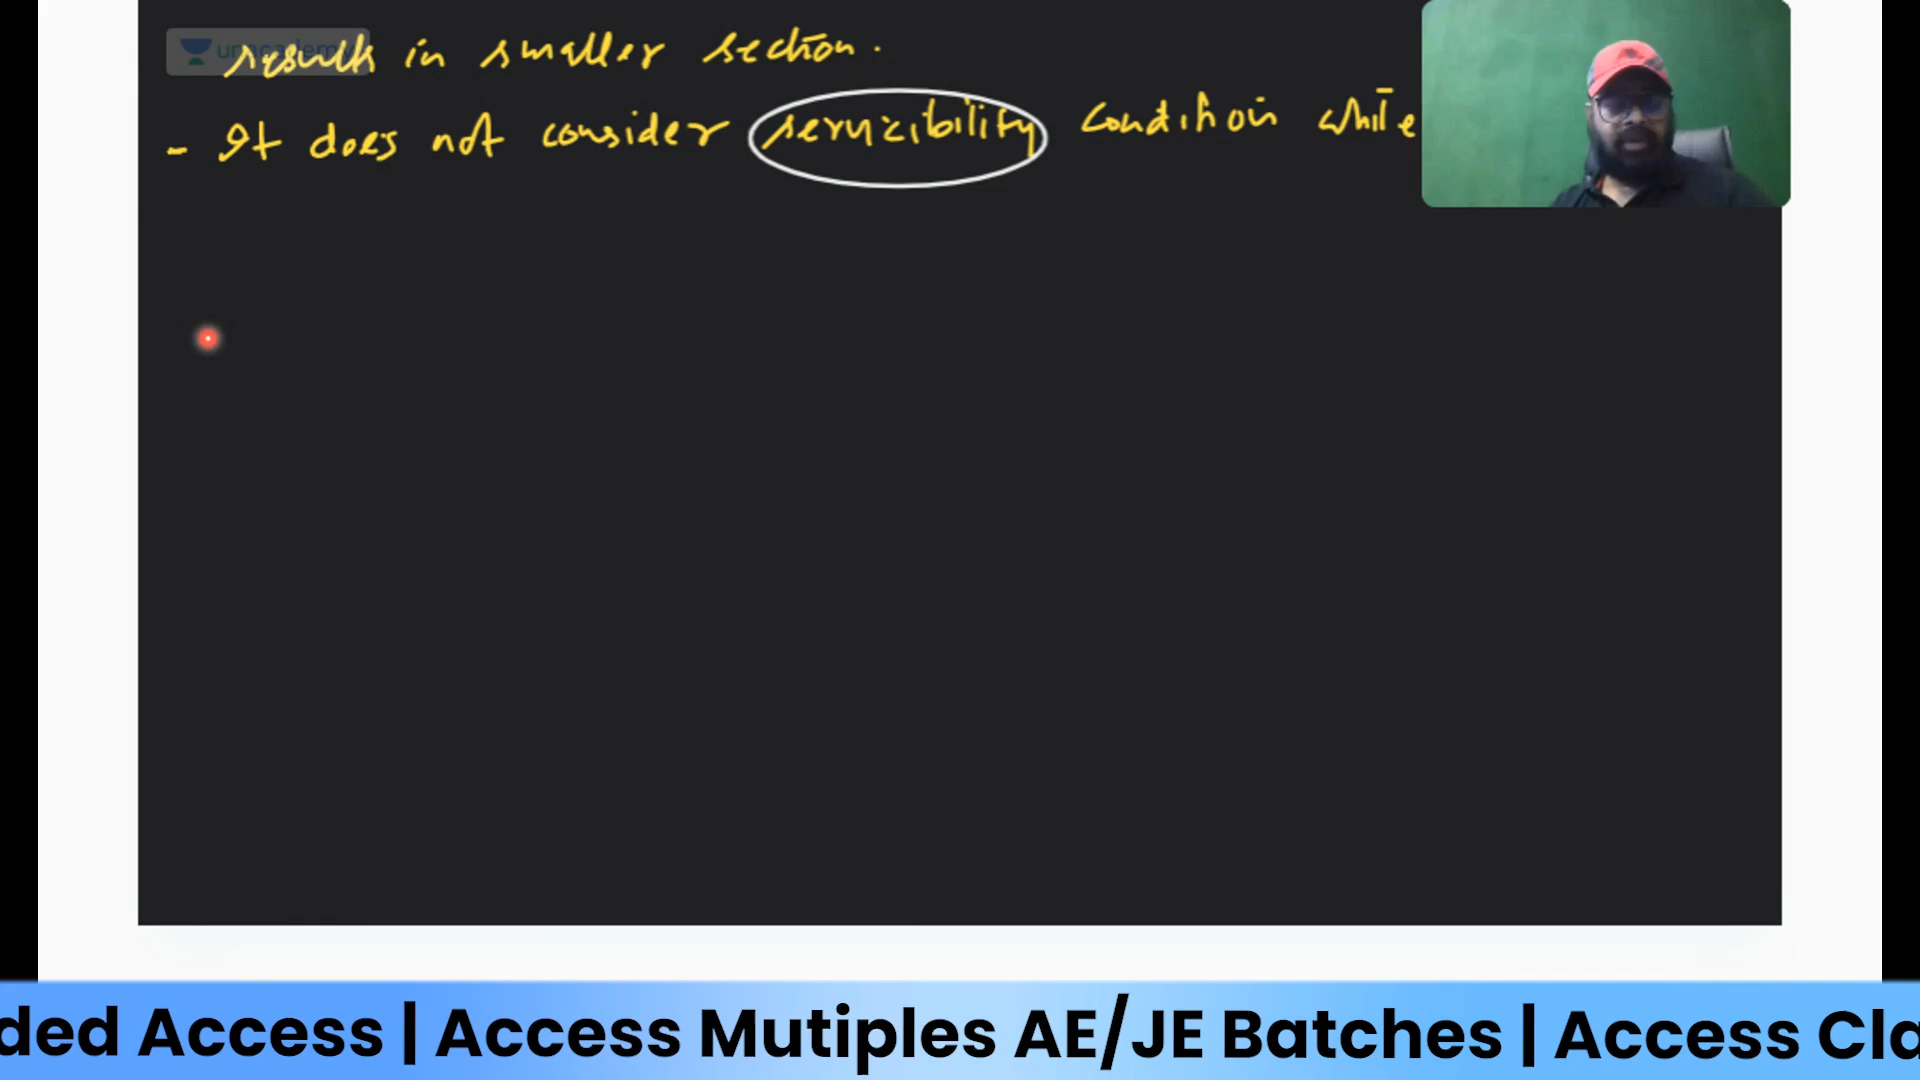 unacademy
results in smaller section.
- It does not consider servicibility condition while
ded Access | Access Mutiples AE/JE Batches | Access Cla